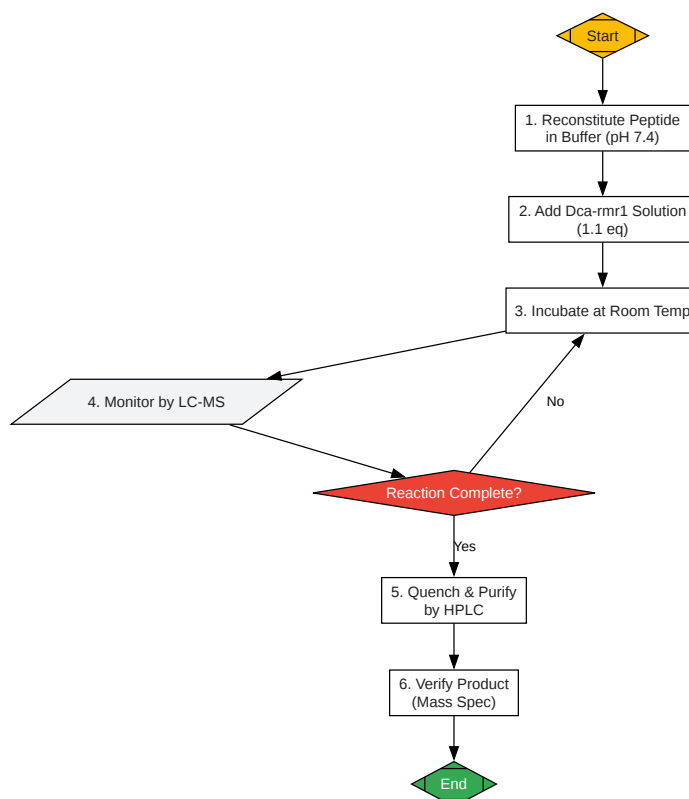 Start
1. Reconstitute Peptide
in Buffer (pH 7.4)
2. Add Dca-rmr1 Solution
(1.1 eq)
3. Incubate at Room Temp
4. Monitor by LC-MS
No
Reaction Complete?
Yes
5. Quench & Purify
by HPLC
6. Verify Product
(Mass Spec)
End